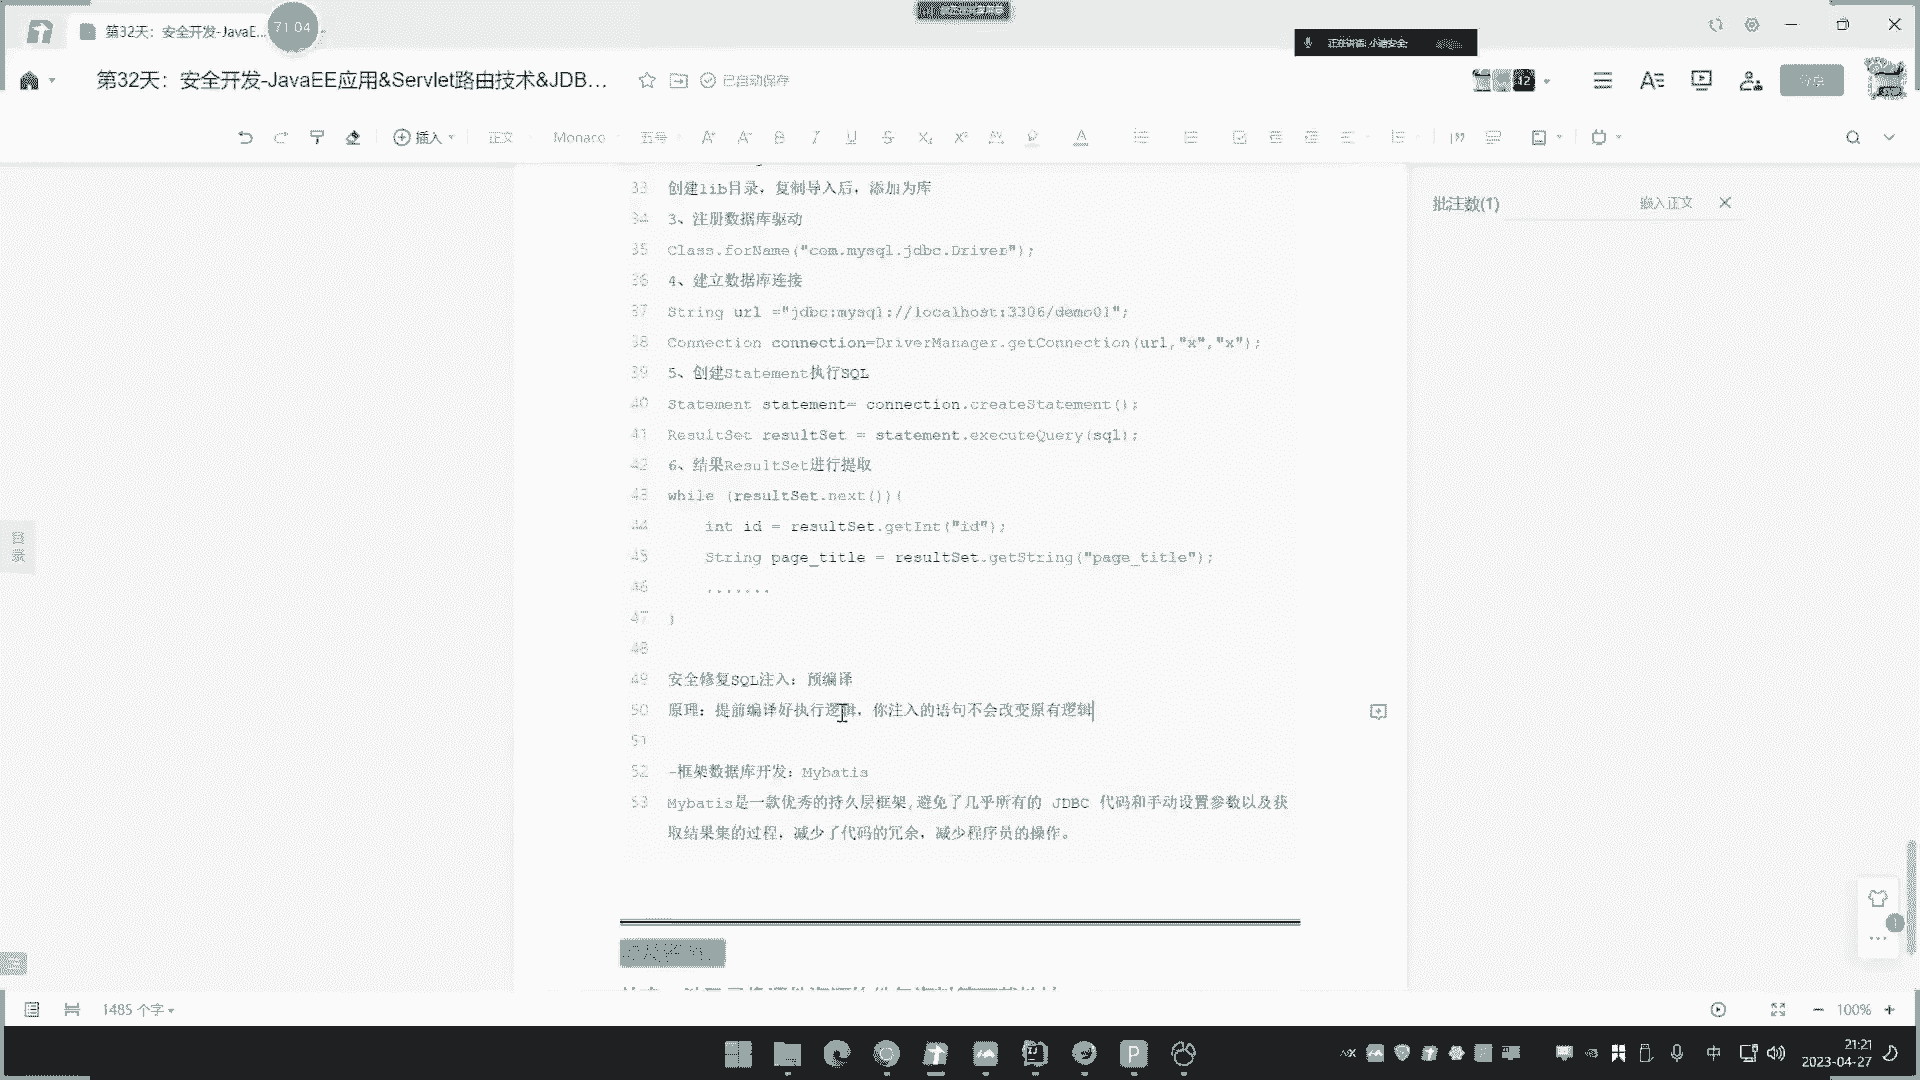 第32天：安全开发-JavaE...
71:04
正在讲话: 小迪安全;
第32天：安全开发-JavaEE应用&Servlet路由技术&JDB...
已自动保存
12
分享
插入
正文
Monaco
五号
33 创建lib目录，复制导入后，添加为库
34 3、注册数据库驱动
35 Class.forName("com.mysql.jdbc.Driver");
36 4、建立数据库连接
37 String url ="jdbc:mysql://localhost:3306/demo01";
38 Connection connection=DriverManager.getConnection(url,"x","x");
39 5、创建Statement执行SQL
40 Statement statement= connection.createStatement();
41 ResultSet resultSet = statement.executeQuery(sql);
42 6、结果ResultSet进行提取
43 while (resultSet.next()){
44 int id = resultSet.getInt("id");
45 String page_title = resultSet.getString("page_title");
46 .......
47 }
48
49 安全修复SQL注入：预编译
50 原理：提前编译好执行逻辑，你注入的语句不会改变原有逻辑
51
52 -框架数据库开发：Mybatis
53 Mybatis是一款优秀的持久层框架,避免了几乎所有的 JDBC 代码和手动设置参数以及获
取结果集的过程，减少了代码的冗余，减少程序员的操作。
批注数(1)
嵌入正文
目录
1485 个字
100%
中
21:21
2023-04-27